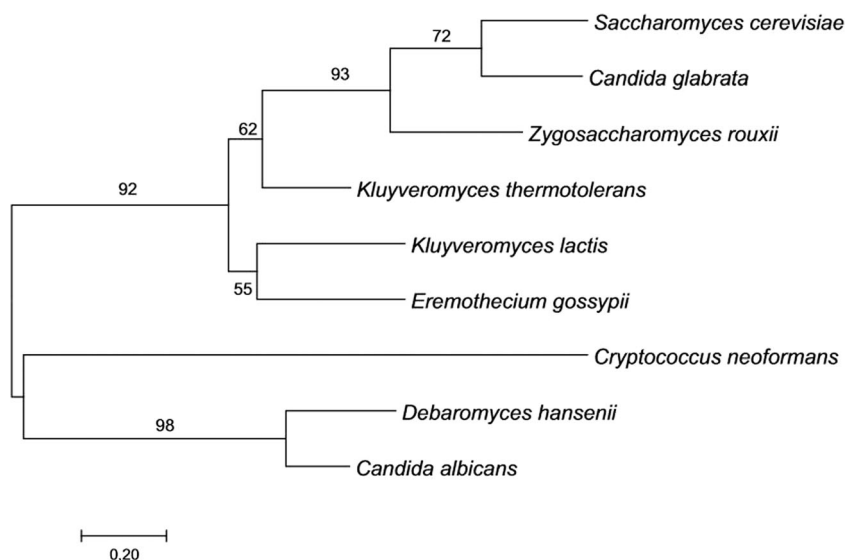 Saccharomyces cerevisiae
72
Candida glabrata
93
Zygosaccharomyces rouxii
62
Kluyveromyces thermotolerans
92
Kluyveromyces lactis
55
Eremothecium gossypii
Cryptococcus neoformans
Debaromyces hansenii
98
Candida albicans
0.20